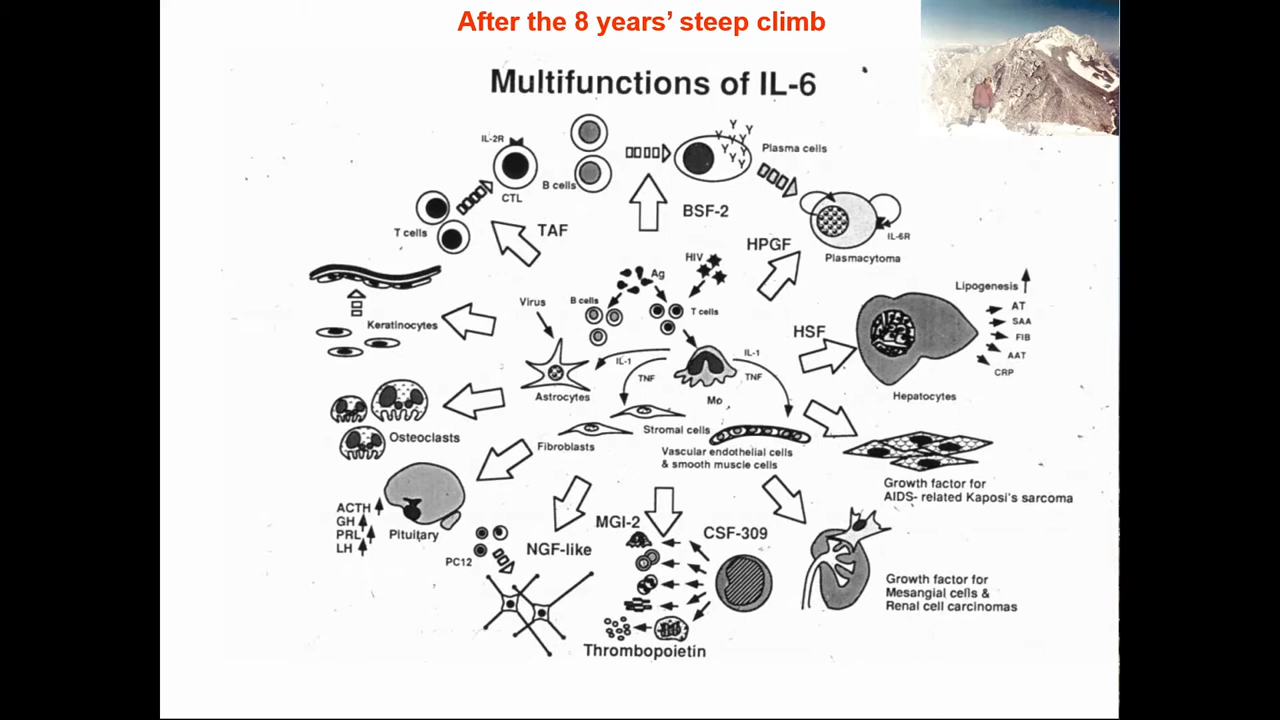 After the 8 years' steep climb
Multifunctions of IL-6
IL-2R
CTL
T cells
TAF
B cells
BSF-2
Plasma cells
HPGF
IL-6R
Plasmacytoma
Keratinocytes
Virus
Ag
HIV
B cells
T cells
IL-1
TNF
IL-1
TNF
Mo
Astrocytes
Stromal cells
Fibroblasts
Vascular endothelial cells
& smooth muscle cells
HSF
Lipogenesis
AT
SAA
FIB
AAT
CRP
Hepatocytes
Osteoclasts
Growth factor for
AIDS- related Kaposi's sarcoma
ACTH
GH
PRL
LH
Pituitary
PC12
NGF-like
MGI-2
CSF-309
Thrombopoietin
Growth factor for
Mesangial cells &
Renal cell carcinomas